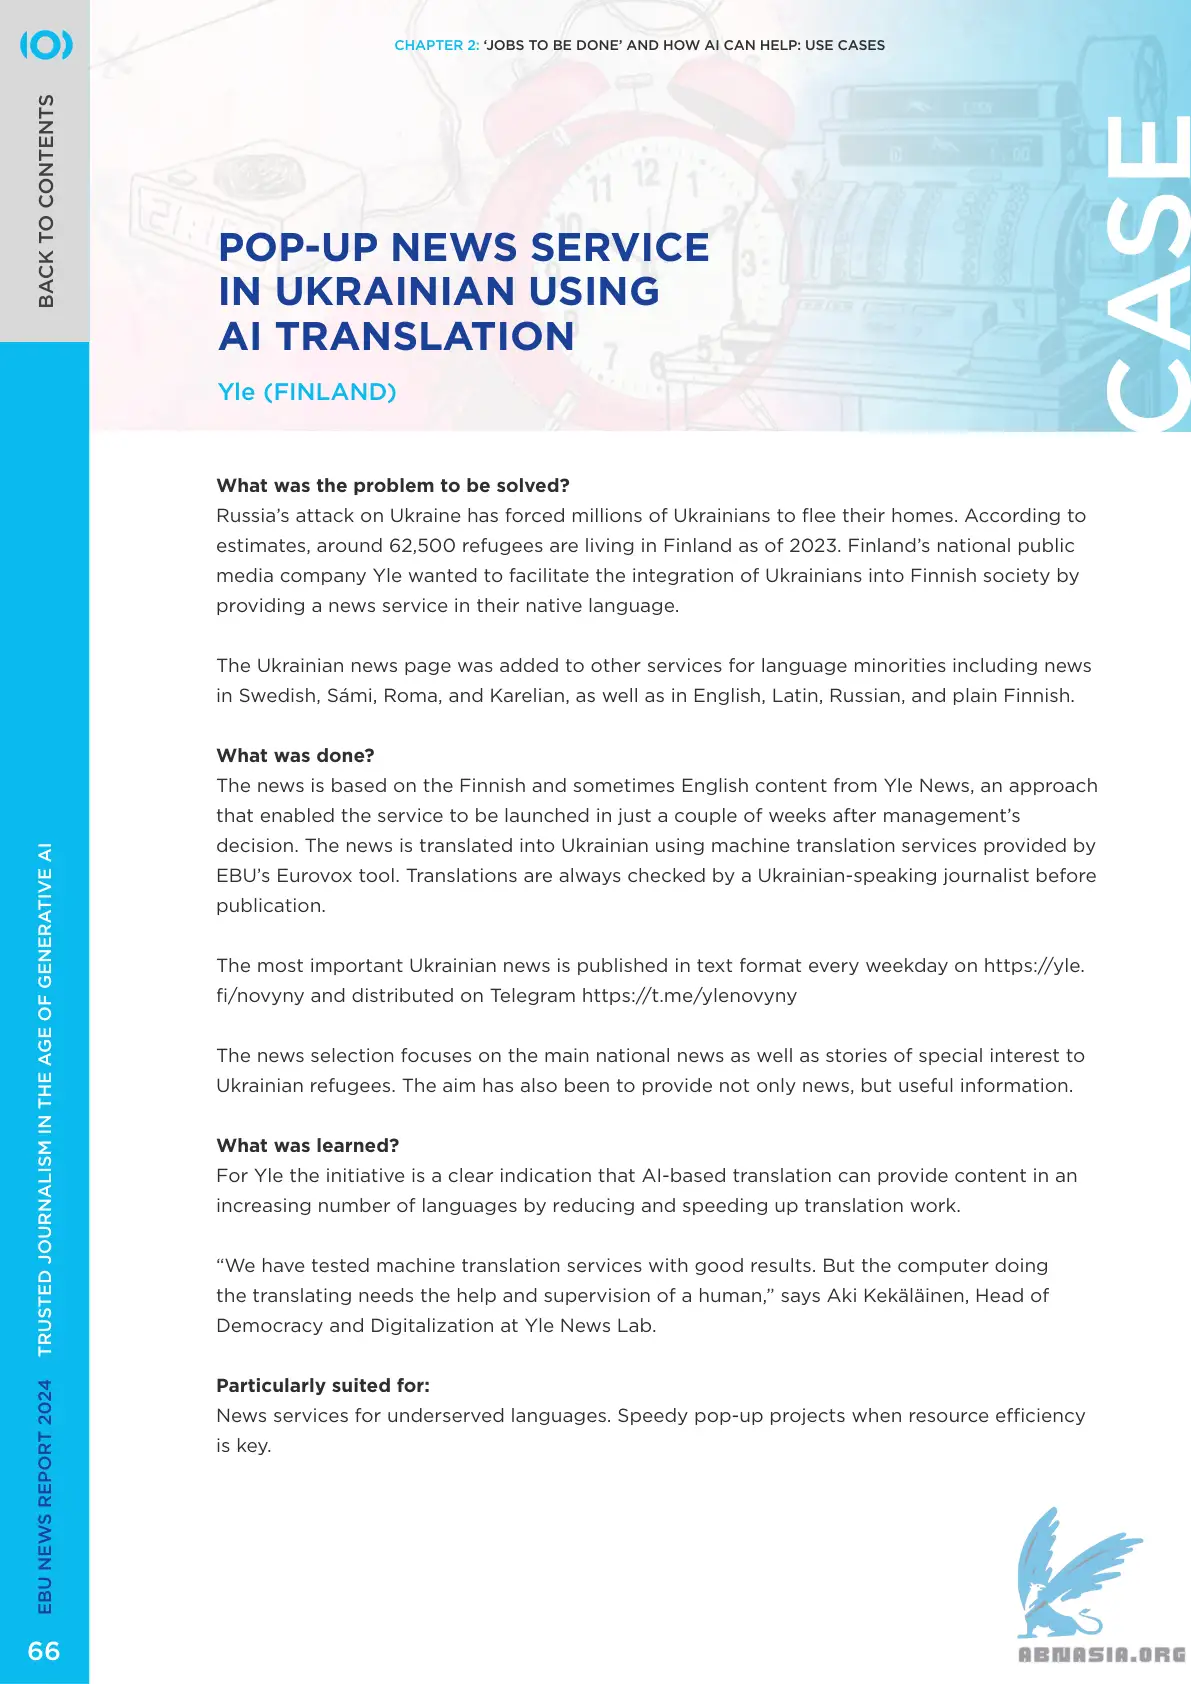 CHAPTER 2: ‘JOBS TO BE DONE’ AND HOW AI CAN HELP: USE CASES
BACK TO CONTENTS
CASE
12
1
11
10
3
7
6
5
21:10
POP-UP NEWS SERVICE
IN UKRAINIAN USING
AI TRANSLATION
Yle (FINLAND)
What was the problem to be solved?
Russia’s attack on Ukraine has forced millions of Ukrainians to flee their homes. According to
estimates, around 62,500 refugees are living in Finland as of 2023. Finland’s national public
media company Yle wanted to facilitate the integration of Ukrainians into Finnish society by
providing a news service in their native language.
The Ukrainian news page was added to other services for language minorities including news
in Swedish, Sámi, Roma, and Karelian, as well as in English, Latin, Russian, and plain Finnish.
What was done?
The news is based on the Finnish and sometimes English content from Yle News, an approach
that enabled the service to be launched in just a couple of weeks after management’s
decision. The news is translated into Ukrainian using machine translation services provided by
EBU’s Eurovox tool. Translations are always checked by a Ukrainian-speaking journalist before
publication.
The most important Ukrainian news is published in text format every weekday on https://yle.
fi/novyny and distributed on Telegram https://t.me/ylenovyny
The news selection focuses on the main national news as well as stories of special interest to
Ukrainian refugees. The aim has also been to provide not only news, but useful information.
What was learned?
For Yle the initiative is a clear indication that AI-based translation can provide content in an
increasing number of languages by reducing and speeding up translation work.
“We have tested machine translation services with good results. But the computer doing
the translating needs the help and supervision of a human,” says Aki Kekäläinen, Head of
Democracy and Digitalization at Yle News Lab.
Particularly suited for:
News services for underserved languages. Speedy pop-up projects when resource efficiency
is key.
EBU NEWS REPORT 2024 TRUSTED JOURNALISM IN THE AGE OF GENERATIVE AI
66
ABNASIA.ORG